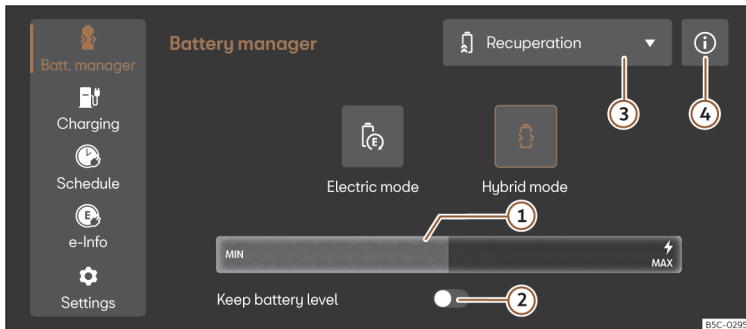 Batt. manager
Charging
Schedule
E
e-Info
Settings
Battery manager
Recuperation
i
3
4
E
Electric mode
Hybrid mode
1
MIN
MAX
Keep battery level
2
B5C-0295